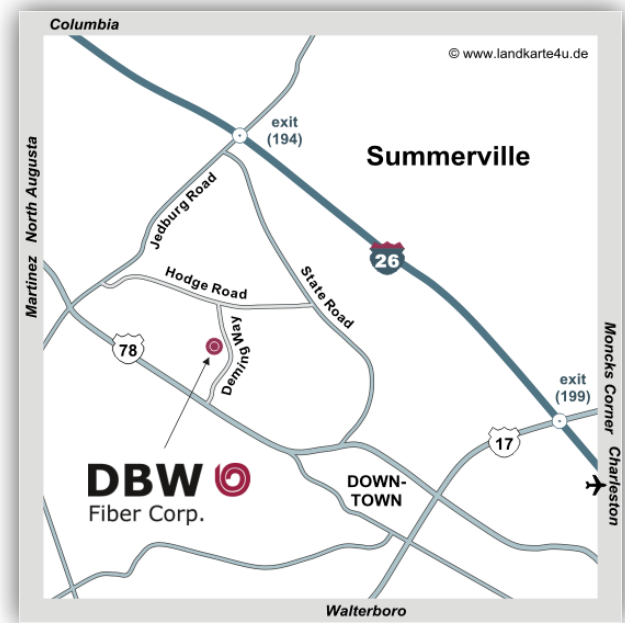 Columbia
© www.landkarte4u.de
exit
(194)
Summerville
North Augusta
Martinez
Jedburg Road
Hodge Road
State Road
26
Deming Way
78
exit
(199)
Moncks Corner
Charleston
17
DBW
Fiber Corp.
DOWN-
TOWN
Walterboro